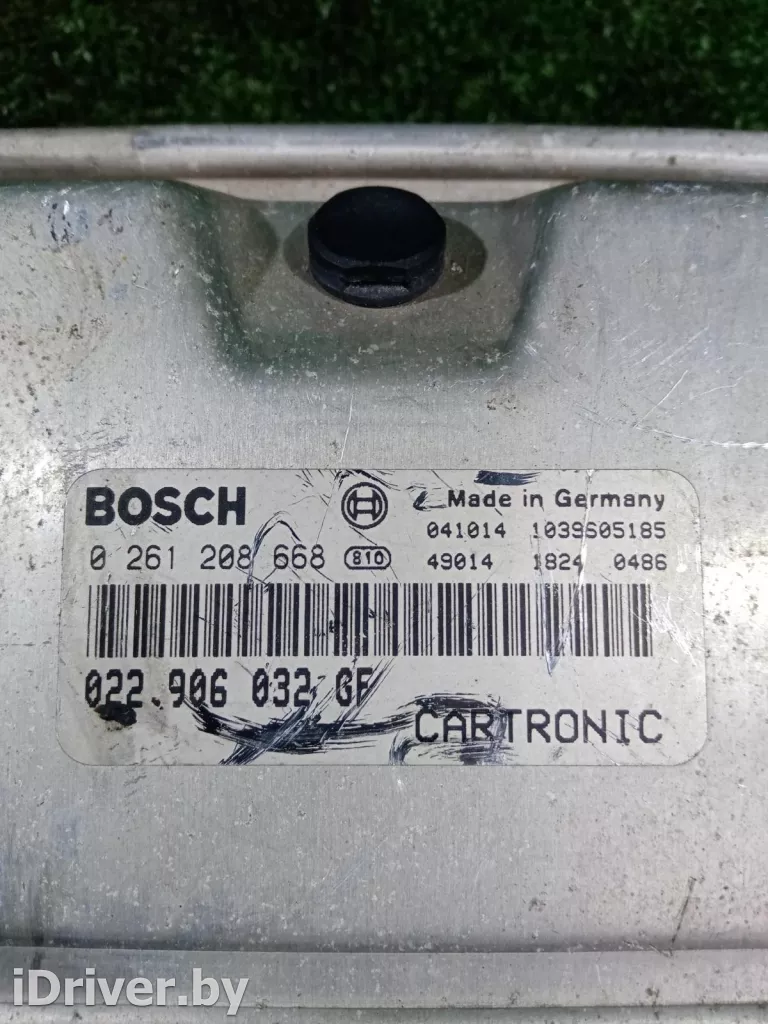 BOSCH
Made in Germany
041014 1039S05185
0 261 208 668 810
49014 1824 0486
022.906 032 GF
CARTRONIC
iDriver.by